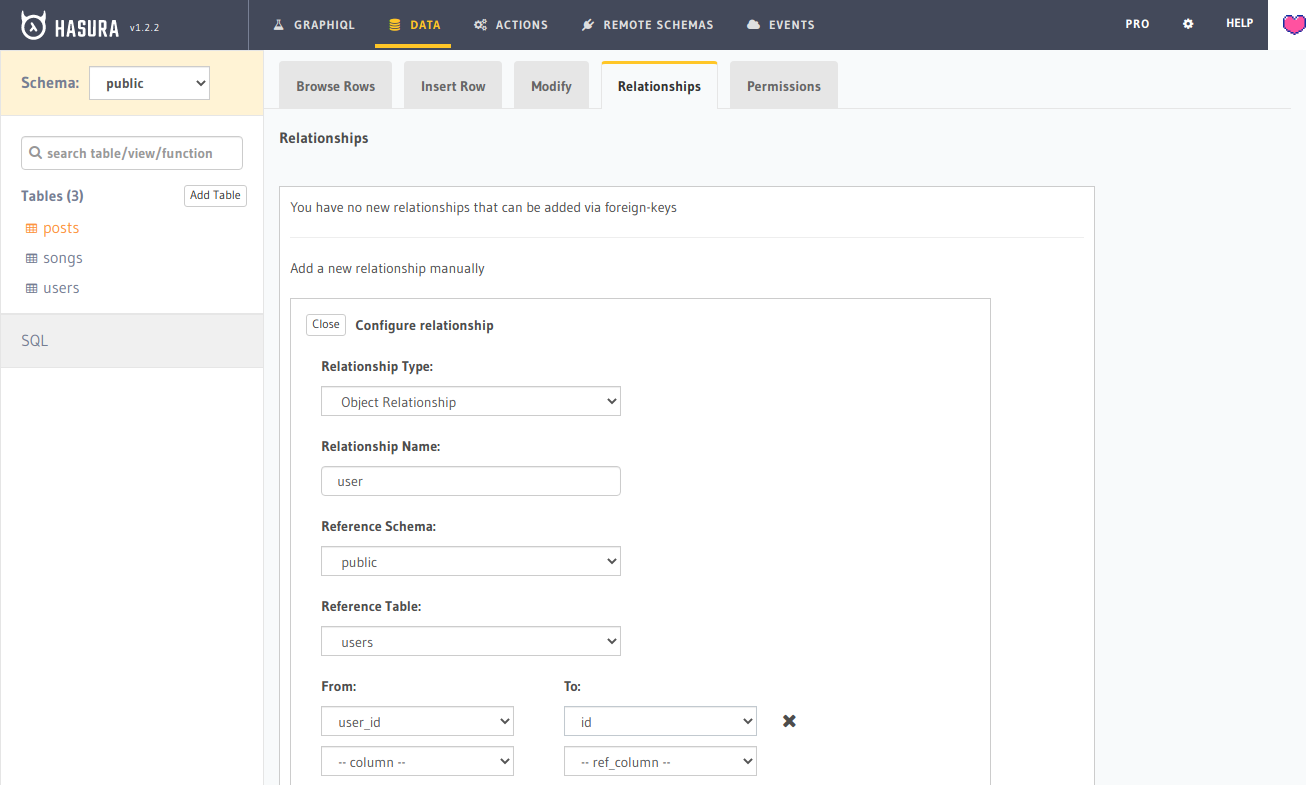 HASURA v1.2.2 GRAPHIQL DATA ACTIONS REMOTE SCHEMAS EVENTS PRO HELP
Schema: public
Browse Rows Insert Row Modify Relationships Permissions
Relationships
search table/view/function
Tables (3) Add Table
posts
songs
users
SQL
You have no new relationships that can be added via foreign-keys
Add a new relationship manually
Close Configure relationship
Relationship Type:
Object Relationship
Relationship Name:
user
Reference Schema:
public
Reference Table:
users
From: To:
user_id id
-- column -- -- ref_column --